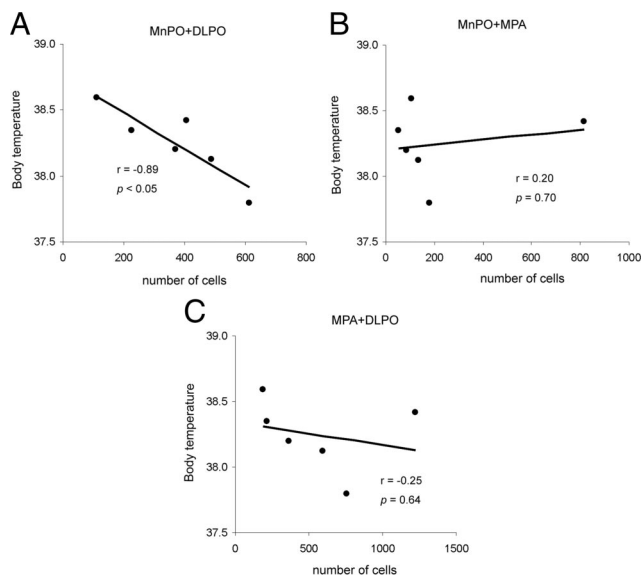 A
MnPO+DLPO
39.0
38.5
38.0
37.5
Body temperature
r = -0.89
p < 0.05
0 200 400 600 800
number of cells
B
MnPO+MPA
39.0
38.5
38.0
37.5
Body temperature
r = 0.20
p = 0.70
0 200 400 600 800 1000
number of cells
C
MPA+DLPO
39.0
38.5
38.0
37.5
Body temperature
r = -0.25
p = 0.64
0 500 1000 1500
number of cells